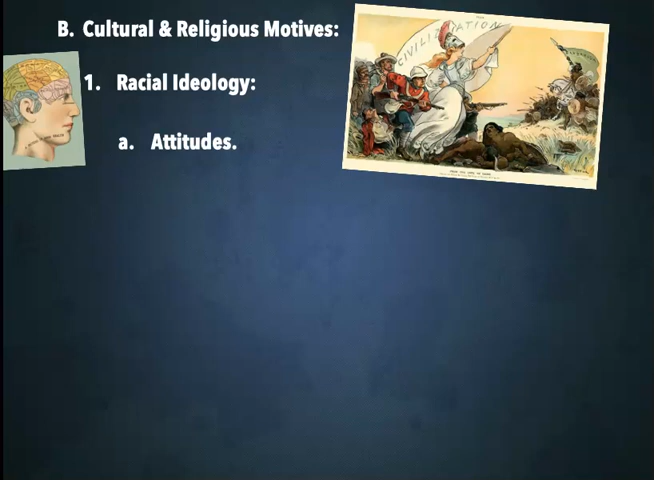 B. Cultural & Religious Motives:
1. Racial Ideology:
a. Attitudes.
CIVILIZATION